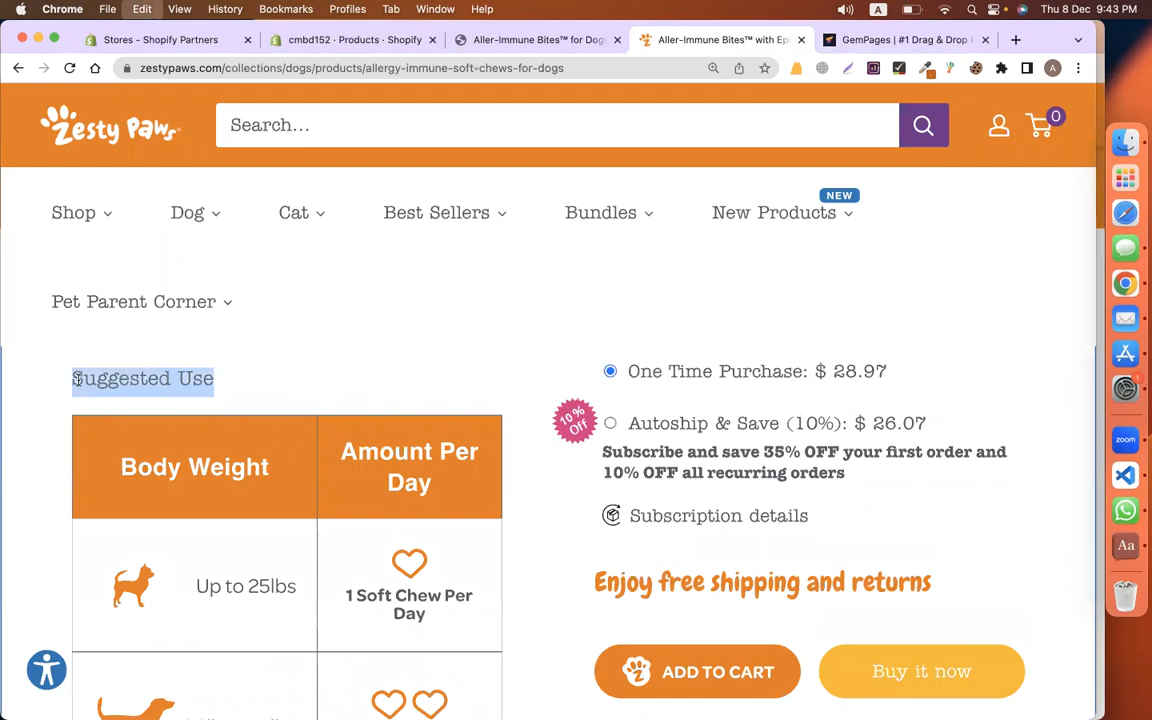 Chrome File Edit View History Bookmarks Profiles Tab Window Help A Thu 8 Dec 9:43 PM
Stores - Shopify Partners
cmbd152 - Products - Shopify
Aller-Immune Bites™ for Dog
Aller-Immune Bites™ with Ep
GemPages | #1 Drag & Drop
zestypaws.com/collections/dogs/products/allergy-immune-soft-chews-for-dogs
A
Zesty Paws
Search...
0
NEW
Shop Dog Cat Best Sellers Bundles New Products
Pet Parent Corner
Suggested Use
Body Weight
Amount Per
Day
Up to 25lbs
1 Soft Chew Per
Day
One Time Purchase: $ 28.97
10%
Off
Autoship & Save (10%): $ 26.07
Subscribe and save 35% OFF your first order and
10% OFF all recurring orders
Subscription details
Enjoy free shipping and returns
ADD TO CART
Buy it now
zoom
Aa
1